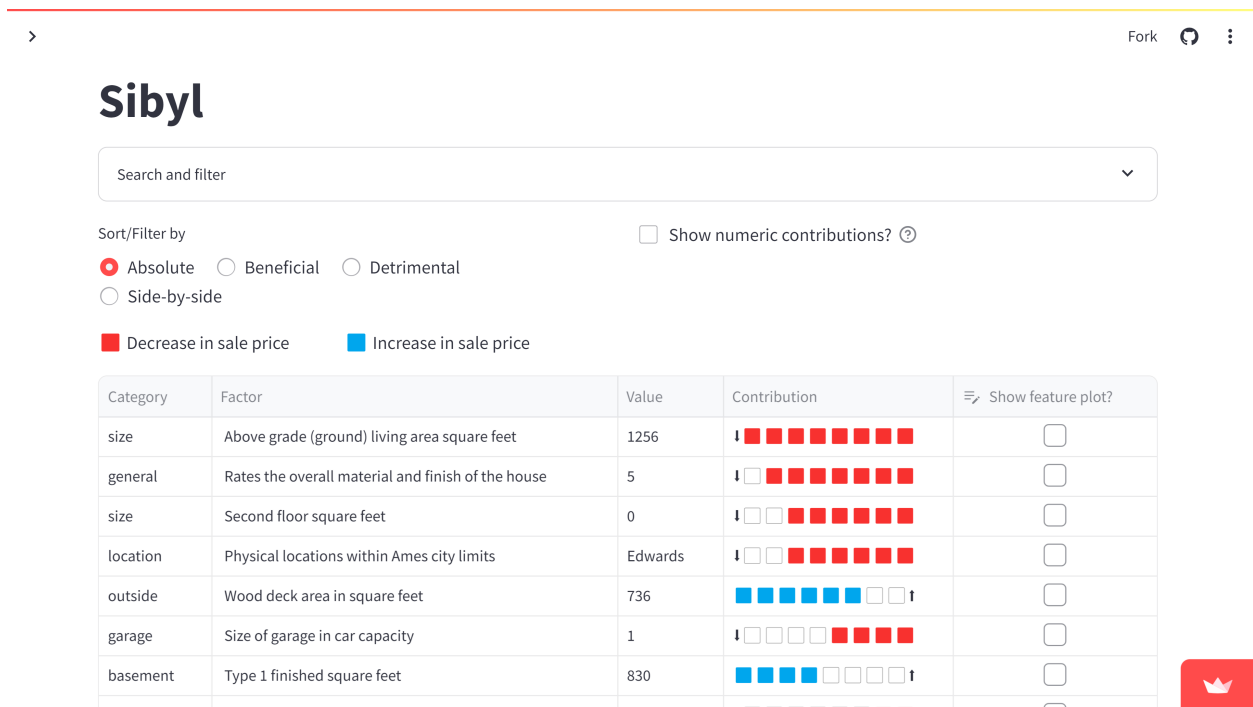 Fork
Sibyl
Search and filter
Sort/Filter by
Show numeric contributions?
Absolute Beneficial Detrimental
Side-by-side
Decrease in sale price Increase in sale price
Category Factor Value Contribution Show feature plot?
size Above grade (ground) living area square feet 1256
general Rates the overall material and finish of the house 5
size Second floor square feet 0
location Physical locations within Ames city limits Edwards
outside Wood deck area in square feet 736
garage Size of garage in car capacity 1
basement Type 1 finished square feet 830